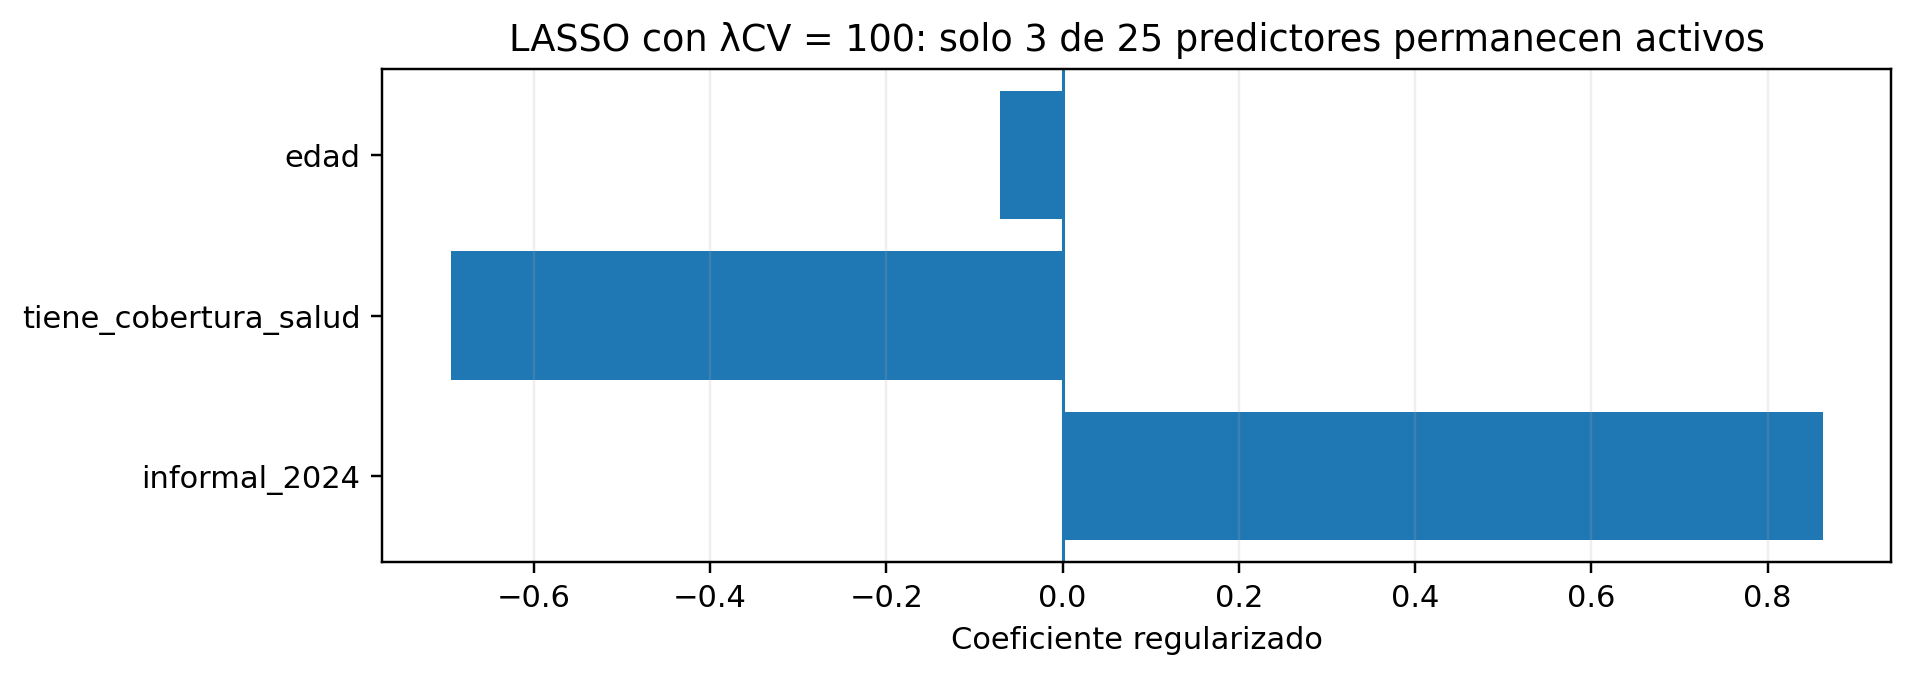 LASSO con λCV = 100: solo 3 de 25 predictores permanecen activos
edad
tiene_cobertura_salud
informal_2024
−0.6 −0.4 −0.2 0.0 0.2 0.4 0.6 0.8
Coeficiente regularizado